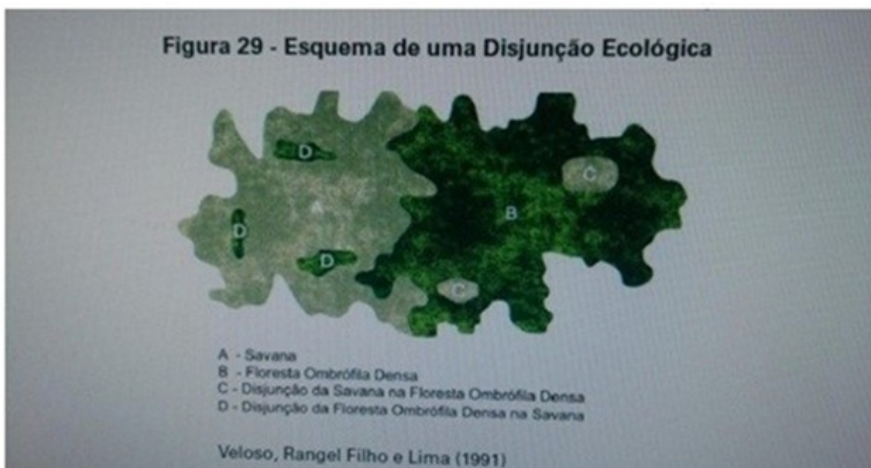 Figura 29 - Esquema de uma Disjunção Ecológica
D
C
A
B
D
D
C
A - Savana
B - Floresta Ombrófila Densa
C - Disjunção da Savana na Floresta Ombrófila Densa
D - Disjunção da Floresta Ombrófila Densa na Savana
Veloso, Rangel Filho e Lima (1991)